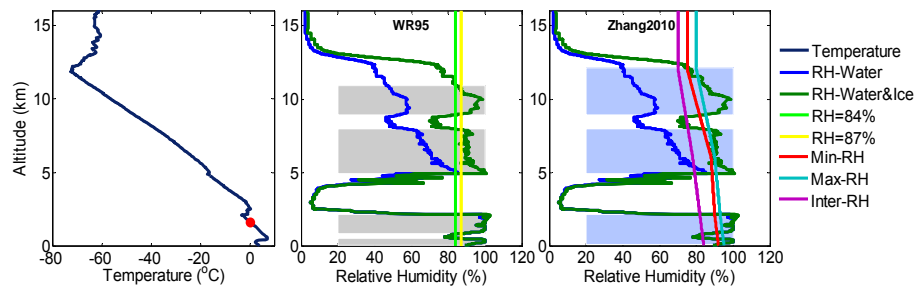 WR95
Zhang2010
15
10
5
0
Altitude (km)
-80 -60 -40 -20 0 20
Temperature (°C)
15
10
5
0
0 20 40 60 80 100 120
Relative Humidity (%)
15
10
5
0
0 20 40 60 80 100 120
Relative Humidity (%)
Temperature
RH-Water
RH-Water&Ice
RH=84%
RH=87%
Min-RH
Max-RH
Inter-RH